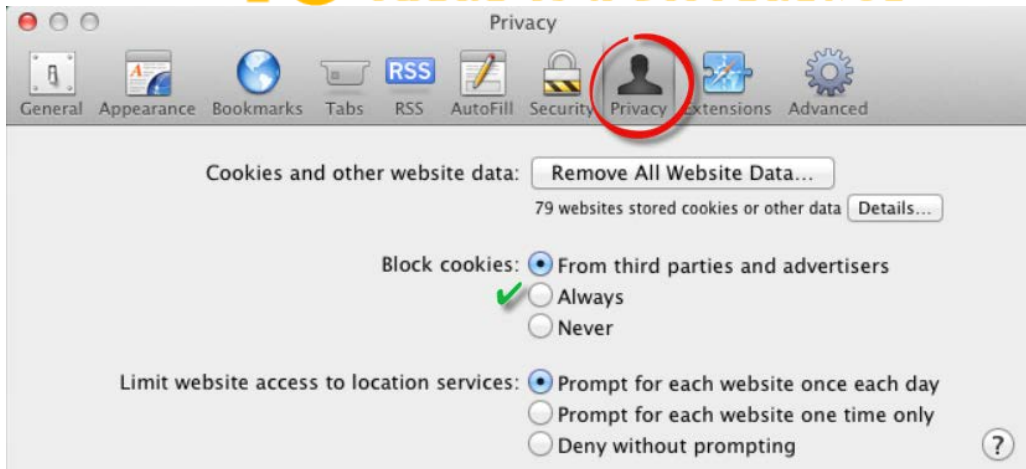 Privacy
General Appearance Bookmarks Tabs RSS AutoFill Security Privacy Extensions Advanced
RSS
Cookies and other website data: Remove All Website Data...
79 websites stored cookies or other data Details...
Block cookies: From third parties and advertisers
Always
Never
Limit website access to location services: Prompt for each website once each day
Prompt for each website one time only
Deny without prompting
?